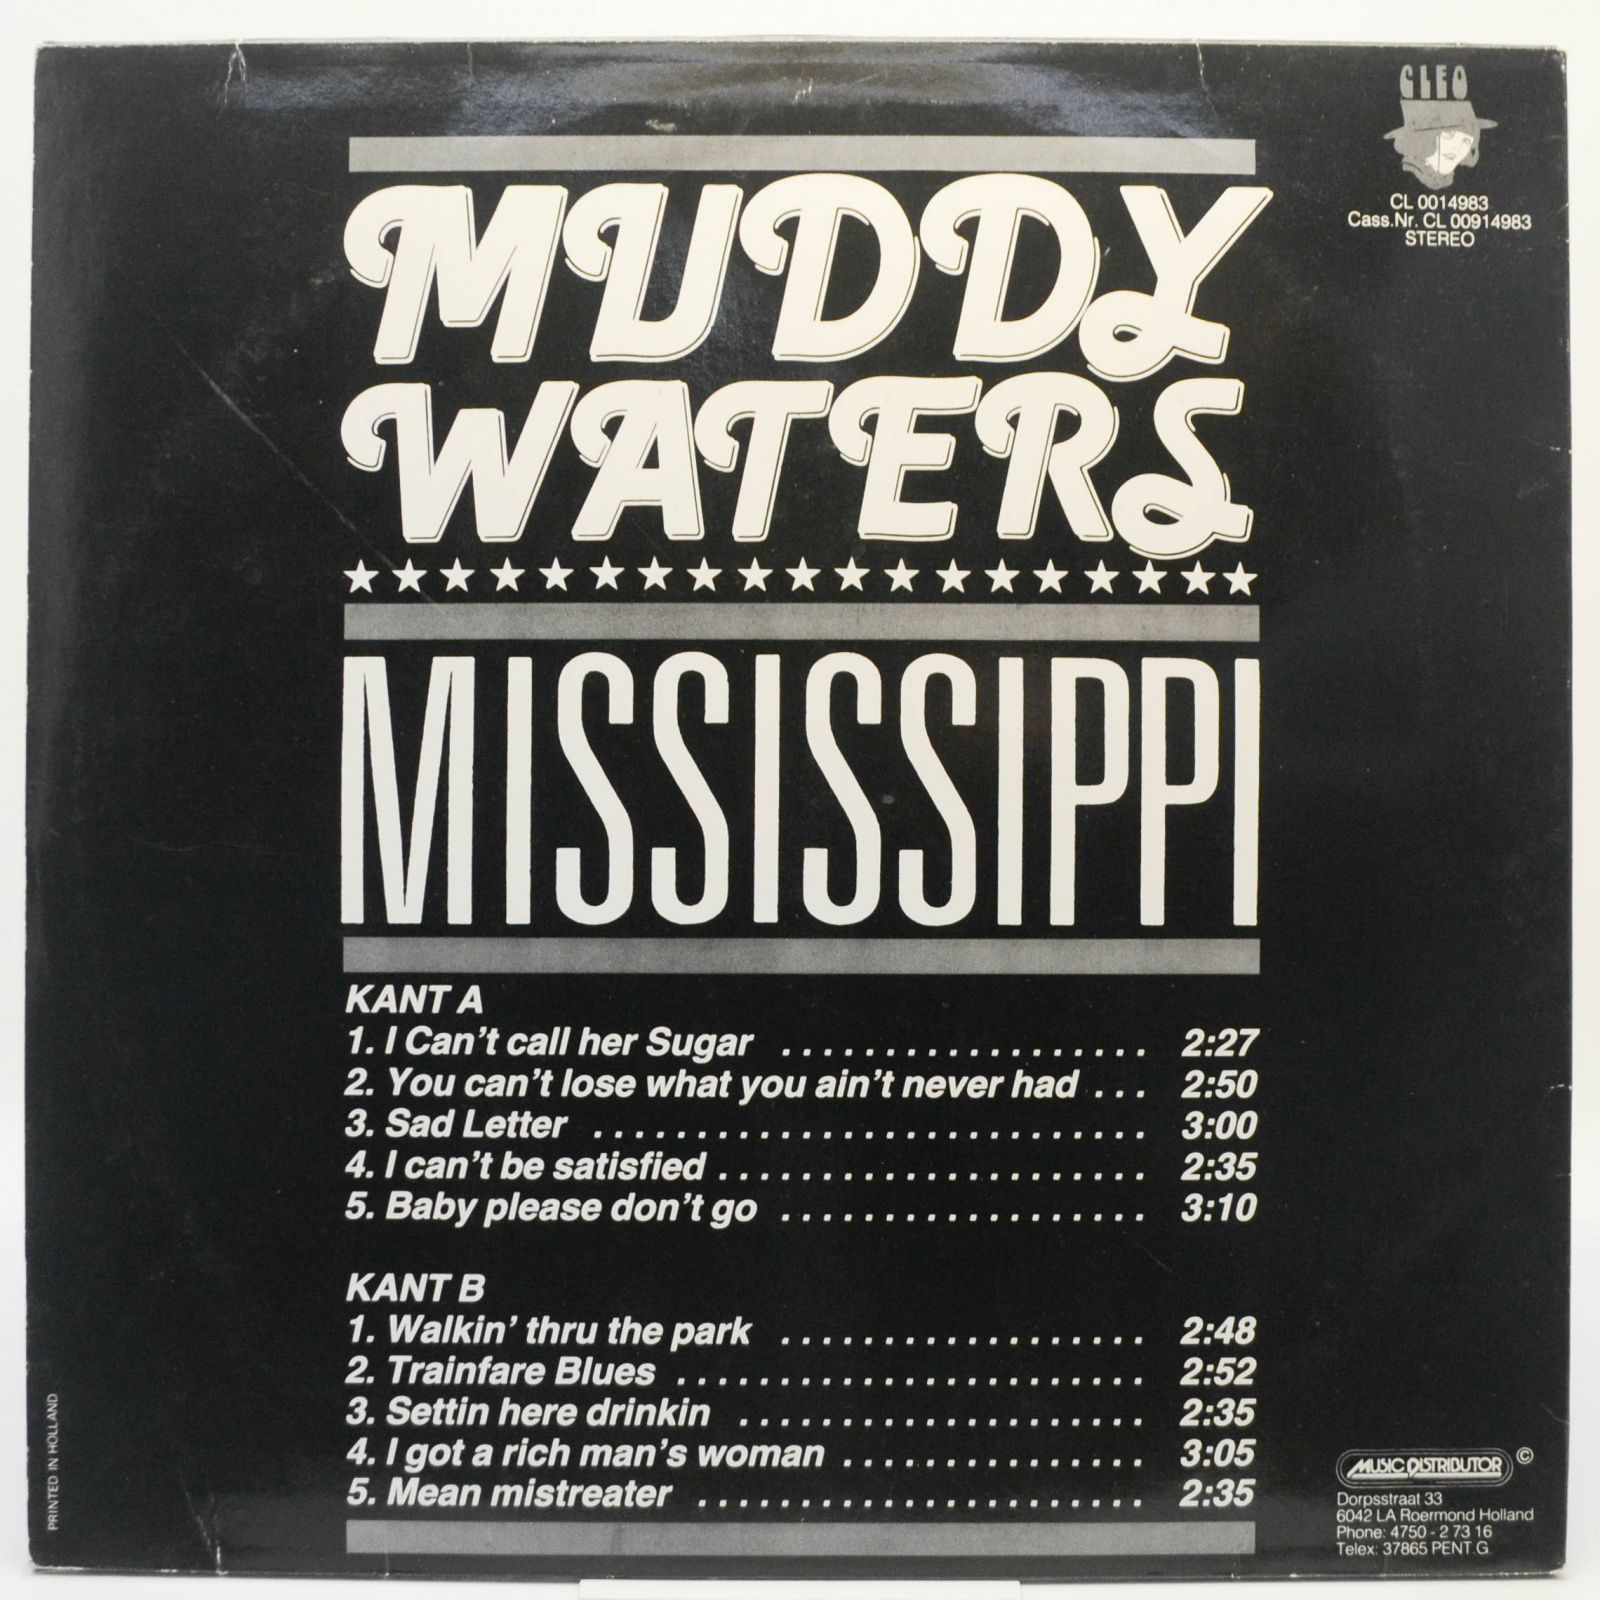 CLEO
CL 0014983
Cass.Nr. CL 00914983
STEREO
MUDDY
WATERS
MISSISSIPPI
KANT A
1. I Can't call her Sugar .................. 2:27
2. You can't lose what you ain't never had ... 2:50
3. Sad Letter ........................... 3:00
4. I can't be satisfied ..................... 2:35
5. Baby please don't go .................. 3:10
KANT B
1. Walkin' thru the park .................. 2:48
2. Trainfare Blues ....................... 2:52
3. Settin here drinkin .................... 2:35
4. I got a rich man's woman ............... 3:05
5. Mean mistreater ...................... 2:35
PRINTED IN HOLLAND
MUSIC DISTRIBUTOR ©
Dorpsstraat 33
6042 LA Roermond Holland
Phone: 4750 - 2 73 16
Telex: 37865 PENT.G.